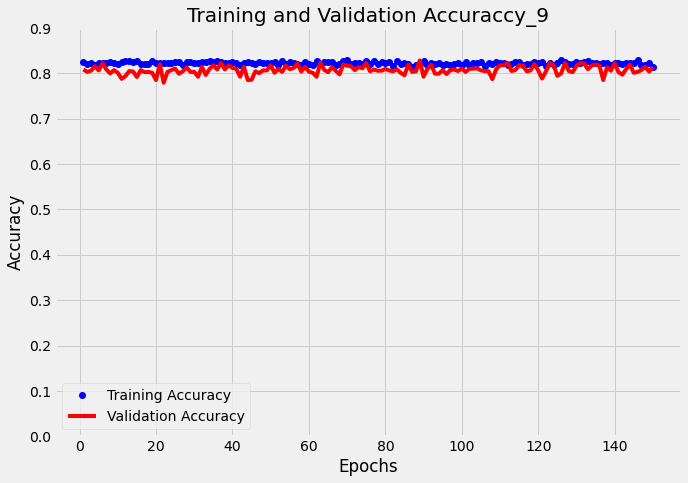 Training and Validation Accuraccy_9
0.9
0.8
0.7
0.6
0.5
0.4
0.3
0.2
0.1
0.0
Accuracy
Training Accuracy
Validation Accuracy
0 20 40 60 80 100 120 140
Epochs